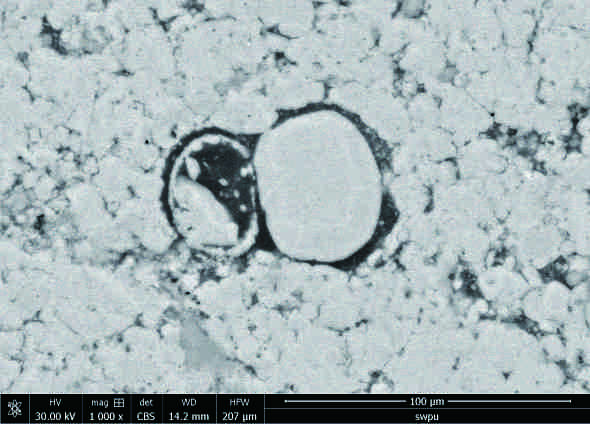 HV mag det WD HFW 100 µm
30.00 kV 1 000 x CBS 14.2 mm 207 µm swpu